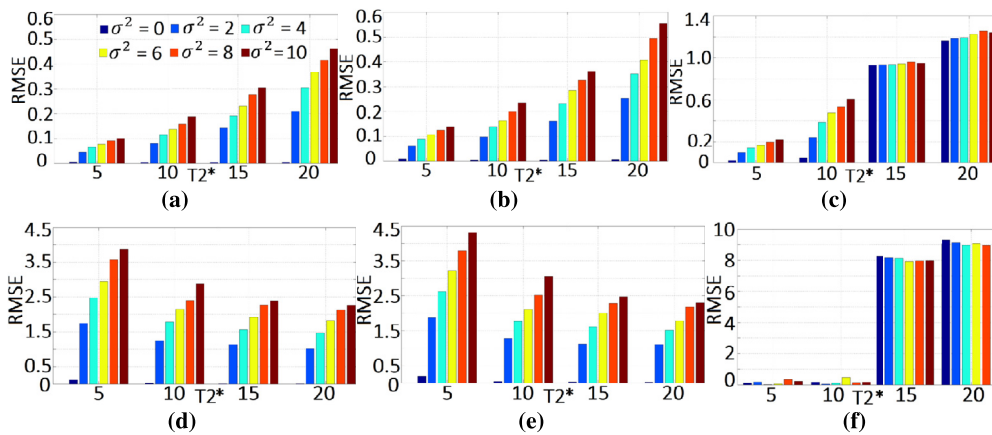 0.6
0.5
0.4
0.3
0.2
0.1
0
RMSE
σ² = 0 σ² = 2 σ² = 4
σ² = 6 σ² = 8 σ² = 10
5 10 T2* 15 20
(a)
0.6
0.5
0.4
0.3
0.2
0.1
0
RMSE
5 10 T2* 15 20
(b)
1.4
1.0
0.6
0.2
0
RMSE
5 10 T2* 15 20
(c)
4.5
3.5
2.5
1.5
0.5
0
RMSE
5 10 T2* 15 20
(d)
4.5
3.5
2.5
1.5
0.5
0
RMSE
5 10 T2* 15 20
(e)
10
8
6
4
2
0
RMSE
5 10 T2* 15 20
(f)